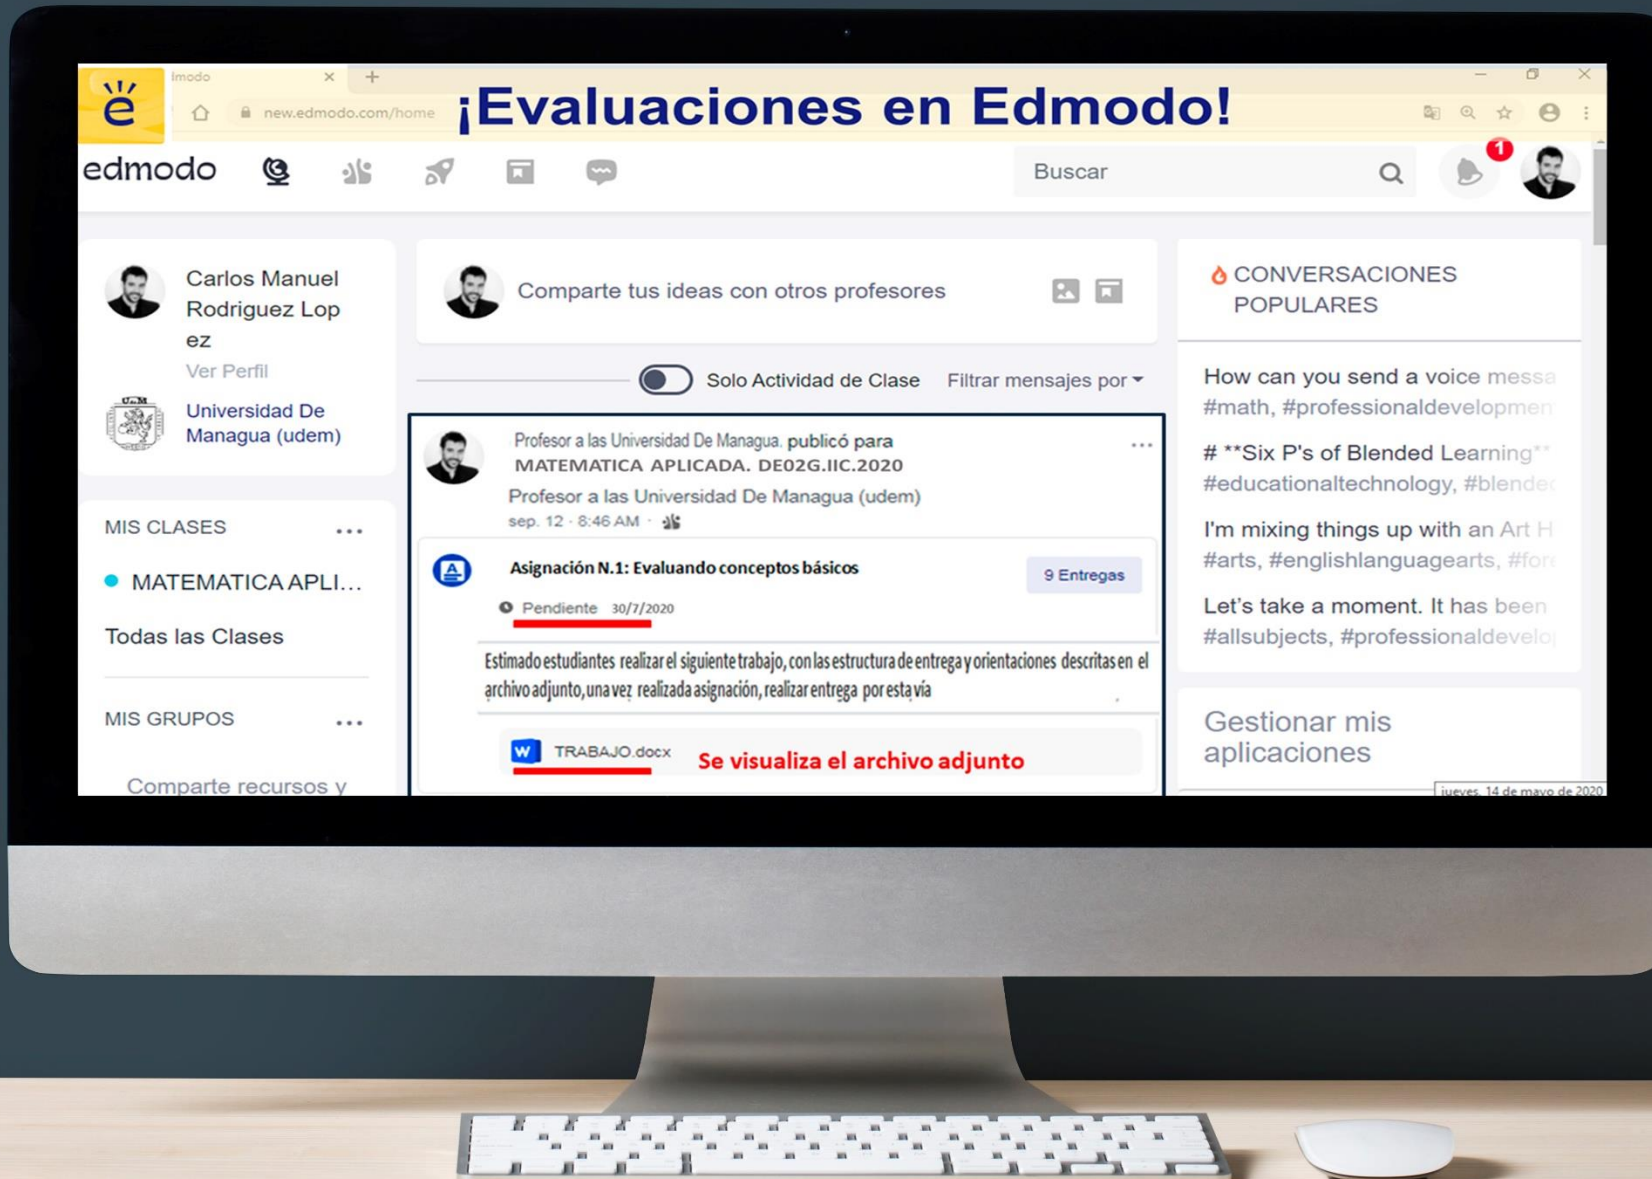 ¡Evaluaciones en Edmodo!
new.edmodo.com/home
edmodo
Buscar
1
Carlos Manuel
Rodriguez Lop
ez
Ver Perfil
Universidad De
Managua (udem)
MIS CLASES
MATEMATICA APLI...
Todas las Clases
MIS GRUPOS
Comparte recursos y
Comparte tus ideas con otros profesores
Solo Actividad de Clase Filtrar mensajes por
Profesor a las Universidad De Managua. publicó para
MATEMATICA APLICADA. DE02G.IIC.2020
Profesor a las Universidad De Managua (udem)
sep. 12 · 8:46 AM ·
Asignación N.1: Evaluando conceptos básicos
9 Entregas
Pendiente 30/7/2020
Estimado estudiantes realizar el siguiente trabajo, con las estructura de entrega y orientaciones descritas en el
archivo adjunto, una vez realizada asignación, realizar entrega por esta vía
TRABAJO.docx
Se visualiza el archivo adjunto
CONVERSACIONES
POPULARES
How can you send a voice messa
#math, #professionaldevelopmen
# **Six P's of Blended Learning**
#educationaltechnology, #blended
I'm mixing things up with an Art H
#arts, #englishlanguagearts, #fore
Let's take a moment. It has been
#allsubjects, #professionaldevelop
Gestionar mis
aplicaciones
jueves, 14 de mayo de 2020